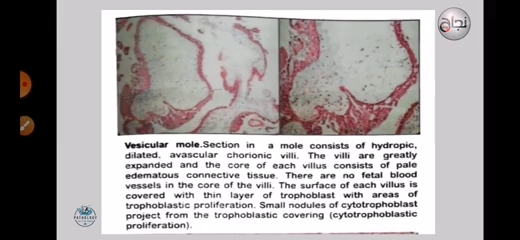 نجاح
Vesicular mole.Section in a mole consists of hydropic,
dilated, avascular chorionic villi. The villi are greatly
expanded and the core of each villus consists of pale
edematous connective tissue. There are no fetal blood
vessels in the core of the villi. The surface of each villus is
covered with thin layer of trophoblast with areas of
trophoblastic proliferation. Small nodules of cytotrophoblast
project from the trophoblastic covering (cytotrophoblastic
proliferation).
PATHOLOGY